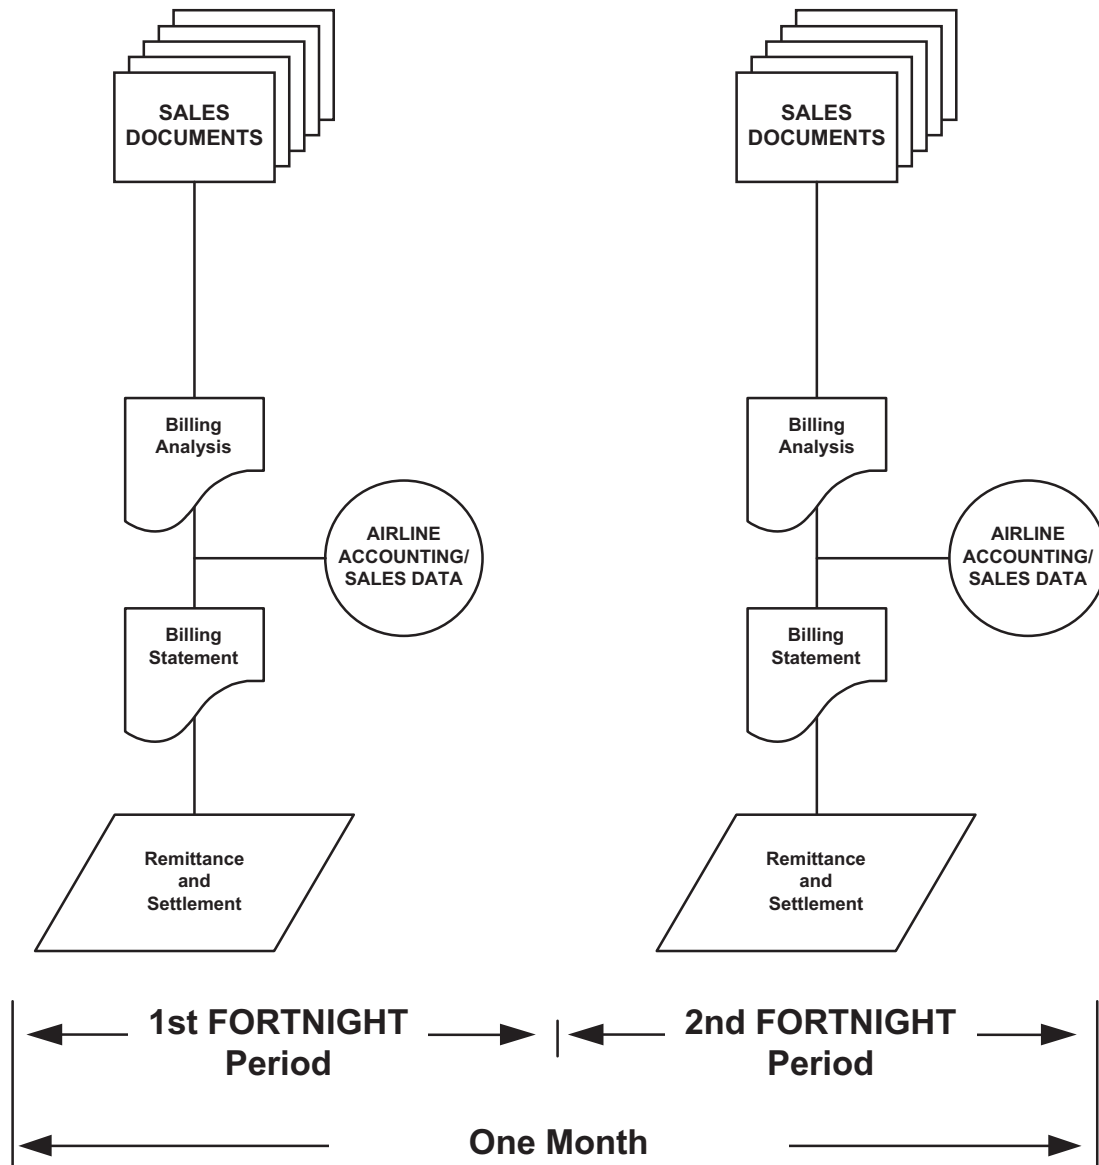 SALES
DOCUMENTS
Billing
Analysis
AIRLINE
ACCOUNTING/
SALES DATA
Billing
Statement
Remittance
and
Settlement
SALES
DOCUMENTS
Billing
Analysis
AIRLINE
ACCOUNTING/
SALES DATA
Billing
Statement
Remittance
and
Settlement
1st FORTNIGHT
Period
2nd FORTNIGHT
Period
One Month